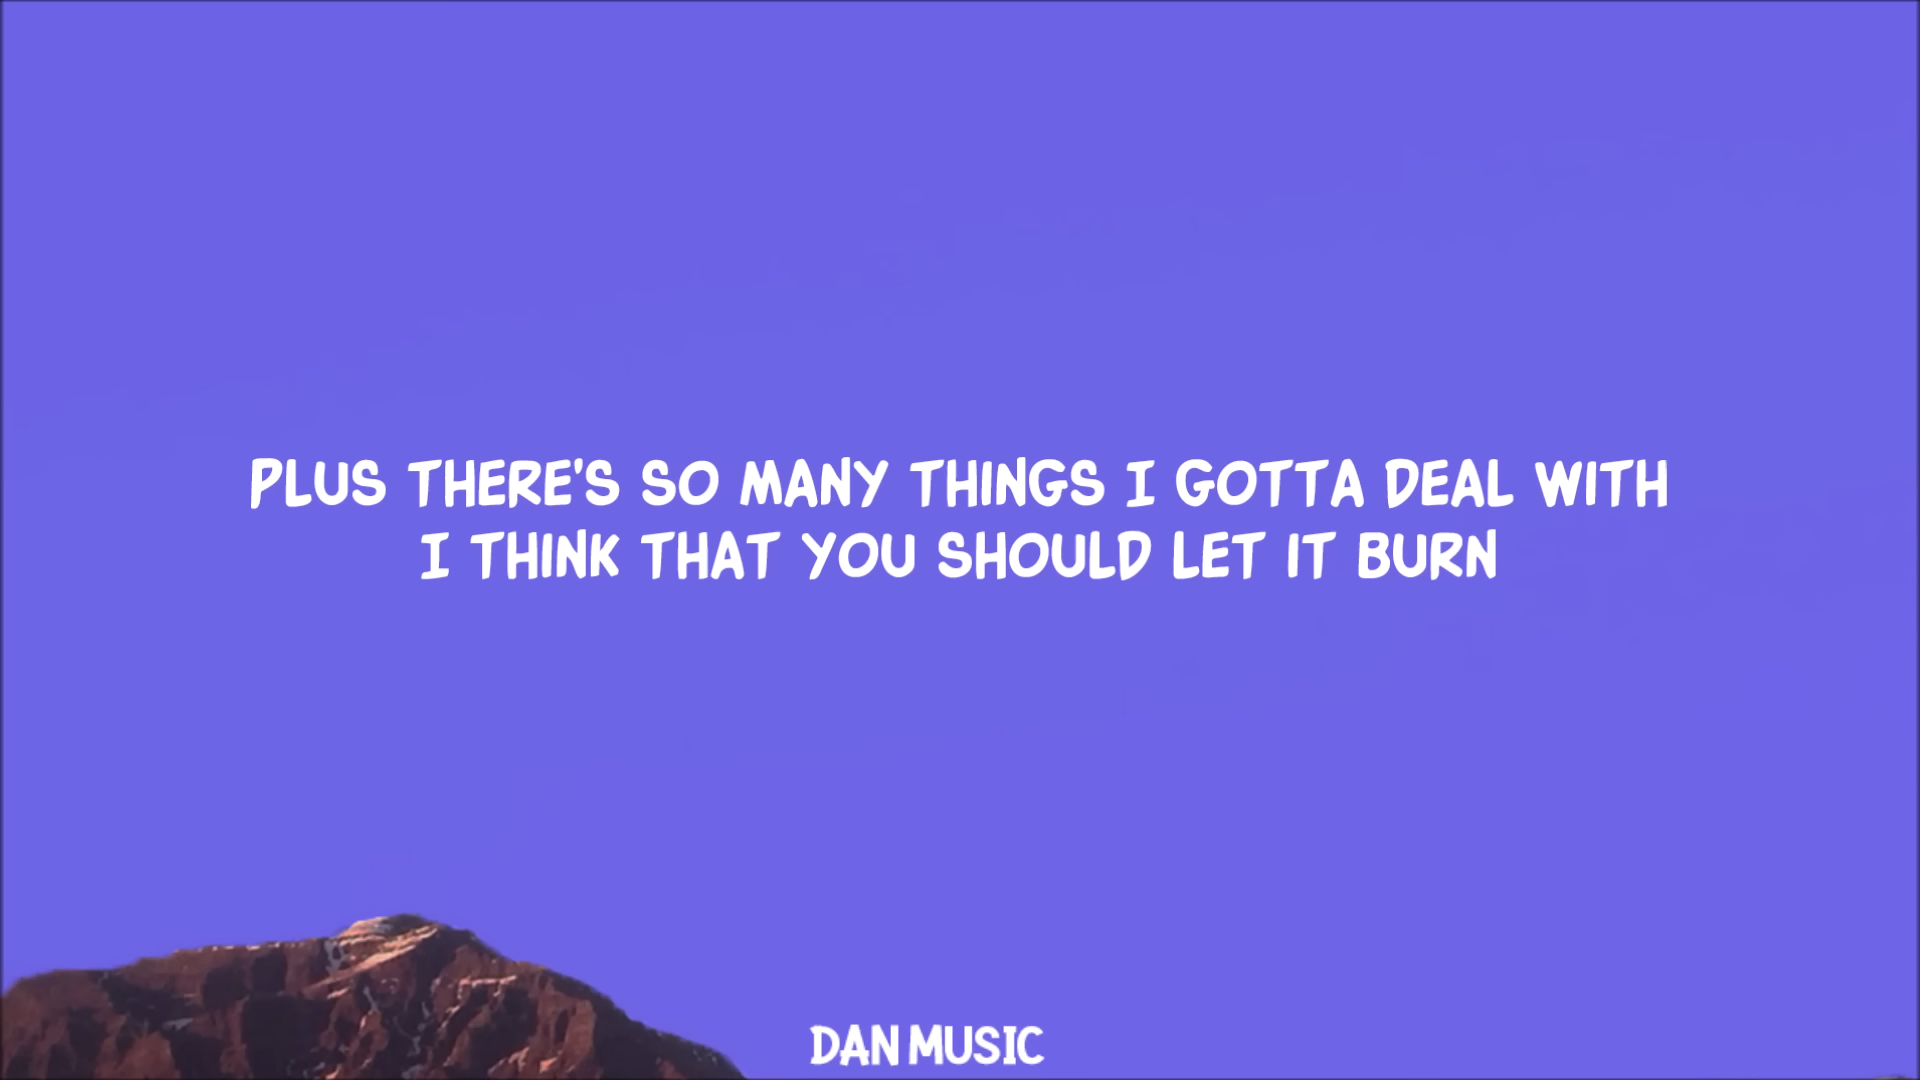 PLUS THERE'S SO MANY THINGS I GOTTA DEAL WITH
I THINK THAT YOU SHOULD LET IT BURN
DAN MUSIC